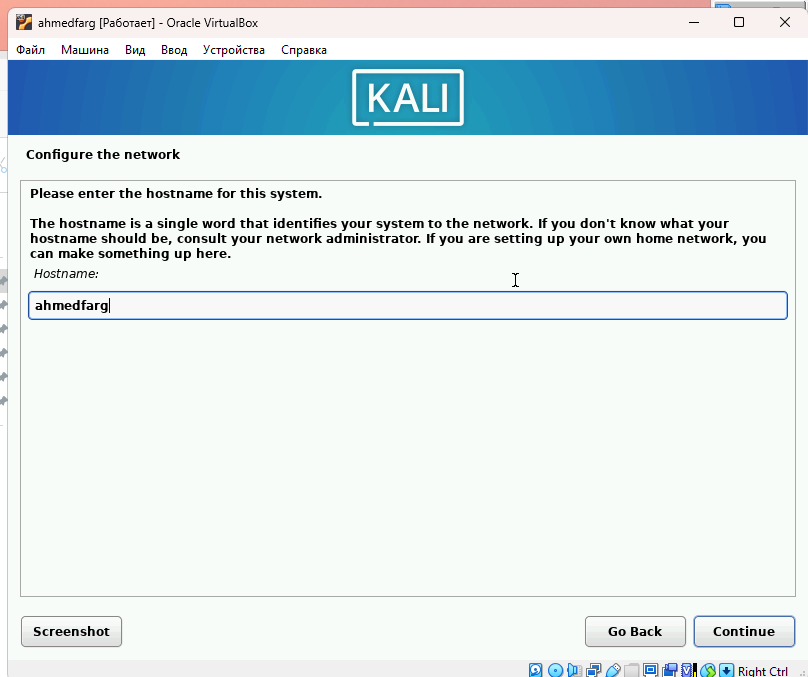 ahmedfarg [Работает] - Oracle VirtualBox
Файл Машина Вид Ввод Устройства Справка
KALI
Configure the network
Please enter the hostname for this system.
The hostname is a single word that identifies your system to the network. If you don't know what your
hostname should be, consult your network administrator. If you are setting up your own home network, you
can make something up here.
Hostname:
ahmedfarg
Screenshot Go Back Continue
Right Ctrl